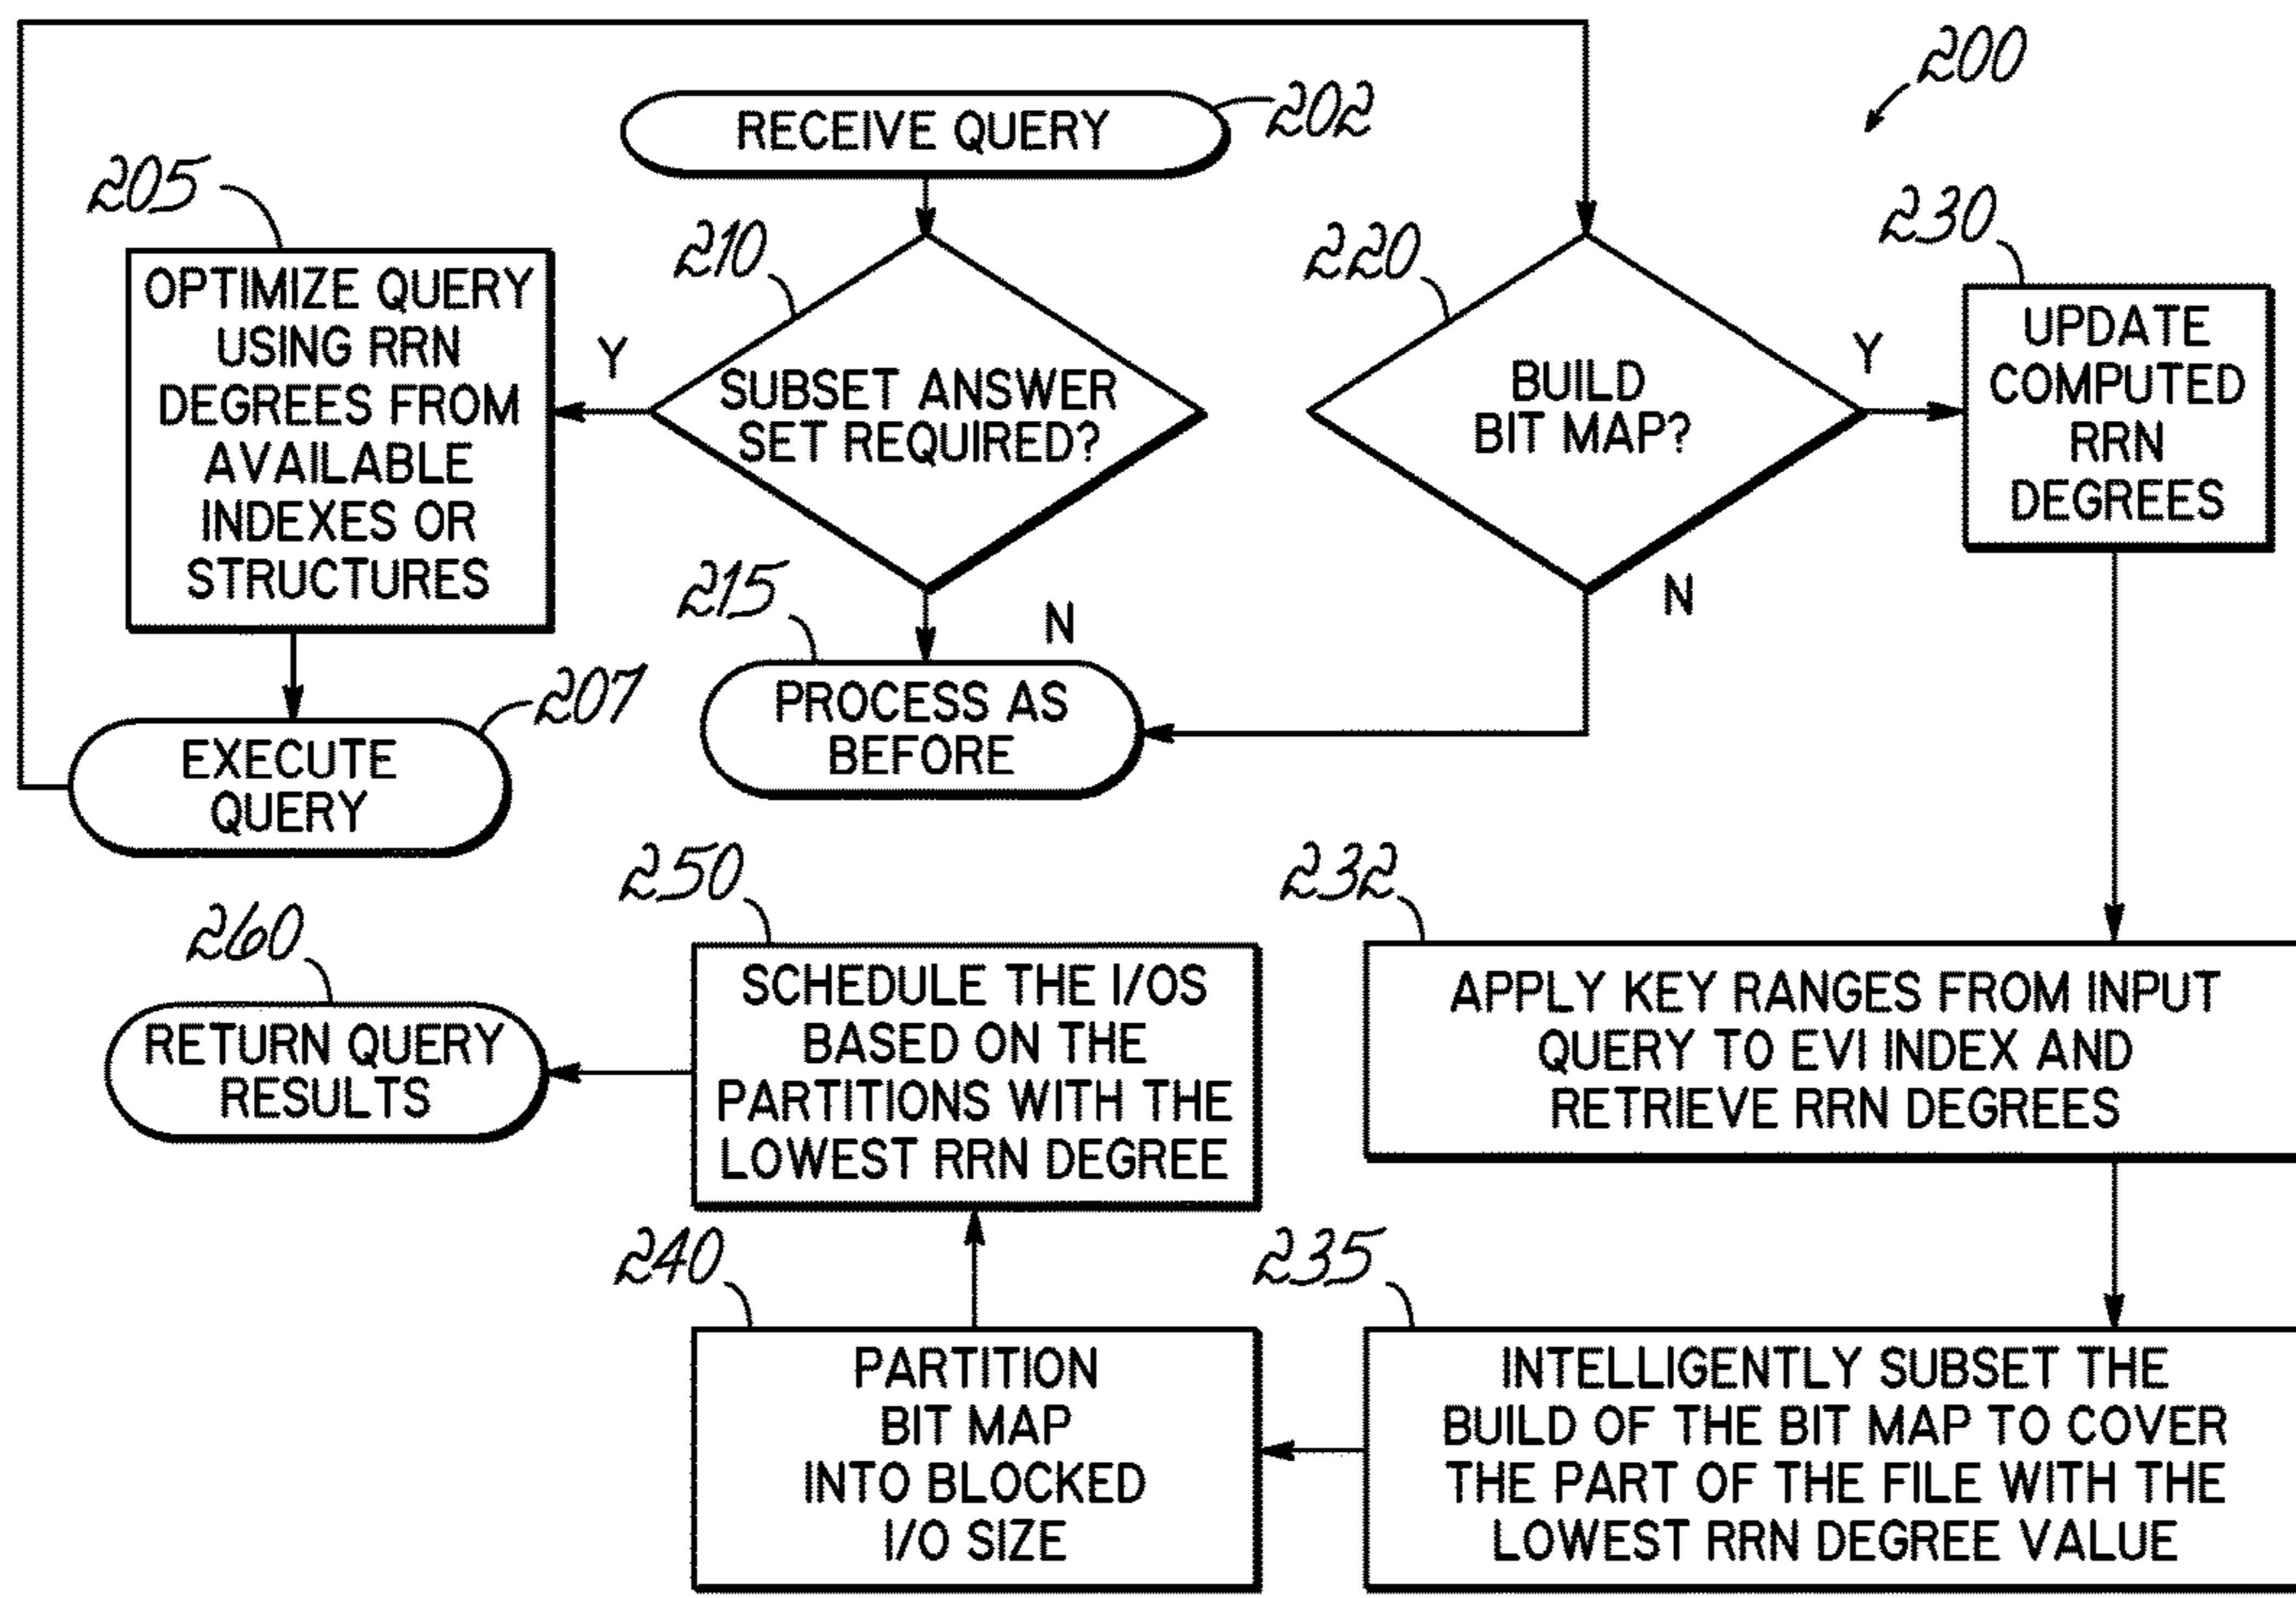 200
RECEIVE QUERY
202
205
OPTIMIZE QUERY
USING RRN
DEGREES FROM
AVAILABLE
INDEXES OR
STRUCTURES
210
Y
SUBSET ANSWER
SET REQUIRED?
N
220
BUILD
BIT MAP?
Y
N
230
UPDATE
COMPUTED
RRN
DEGREES
207
EXECUTE
QUERY
215
PROCESS AS
BEFORE
232
APPLY KEY RANGES FROM INPUT
QUERY TO EVI INDEX AND
RETRIEVE RRN DEGREES
235
INTELLIGENTLY SUBSET THE
BUILD OF THE BIT MAP TO COVER
THE PART OF THE FILE WITH THE
LOWEST RRN DEGREE VALUE
240
PARTITION
BIT MAP
INTO BLOCKED
I/O SIZE
250
SCHEDULE THE I/OS
BASED ON THE
PARTITIONS WITH THE
LOWEST RRN DEGREE
260
RETURN QUERY
RESULTS